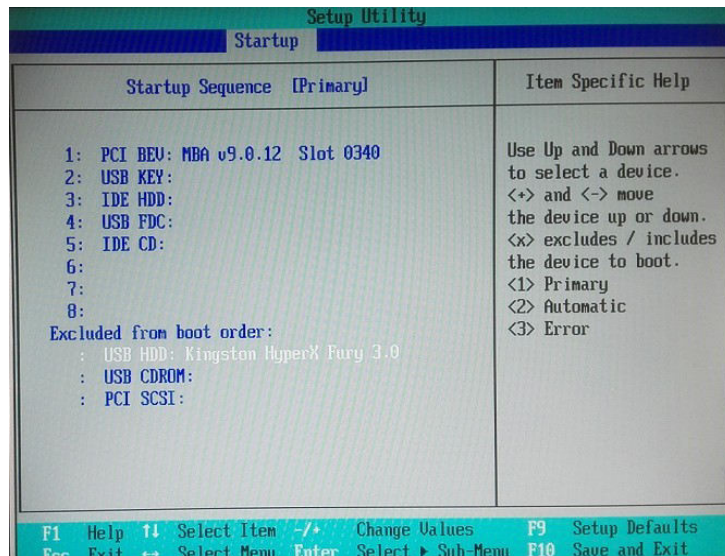 Setup Utility
Startup
Startup Sequence [Primary]
Item Specific Help
1: PCI BEV: MBA v9.0.12 Slot 0340
2: USB KEY:
3: IDE HDD:
4: USB FDC:
5: IDE CD:
6:
7:
8:
Excluded from boot order:
: USB HDD: Kingston HyperX Fury 3.0
: USB CDROM:
: PCI SCSI:
Use Up and Down arrows
to select a device.
<+> and <-> move
the device up or down.
<x> excludes / includes
the device to boot.
<1> Primary
<2> Automatic
<3> Error
F1 Help ↑↓ Select Item -/+ Change Values F9 Setup Defaults
Esc Exit ↔ Select Menu Enter Select ▶ Sub-Menu F10 Save and Exit